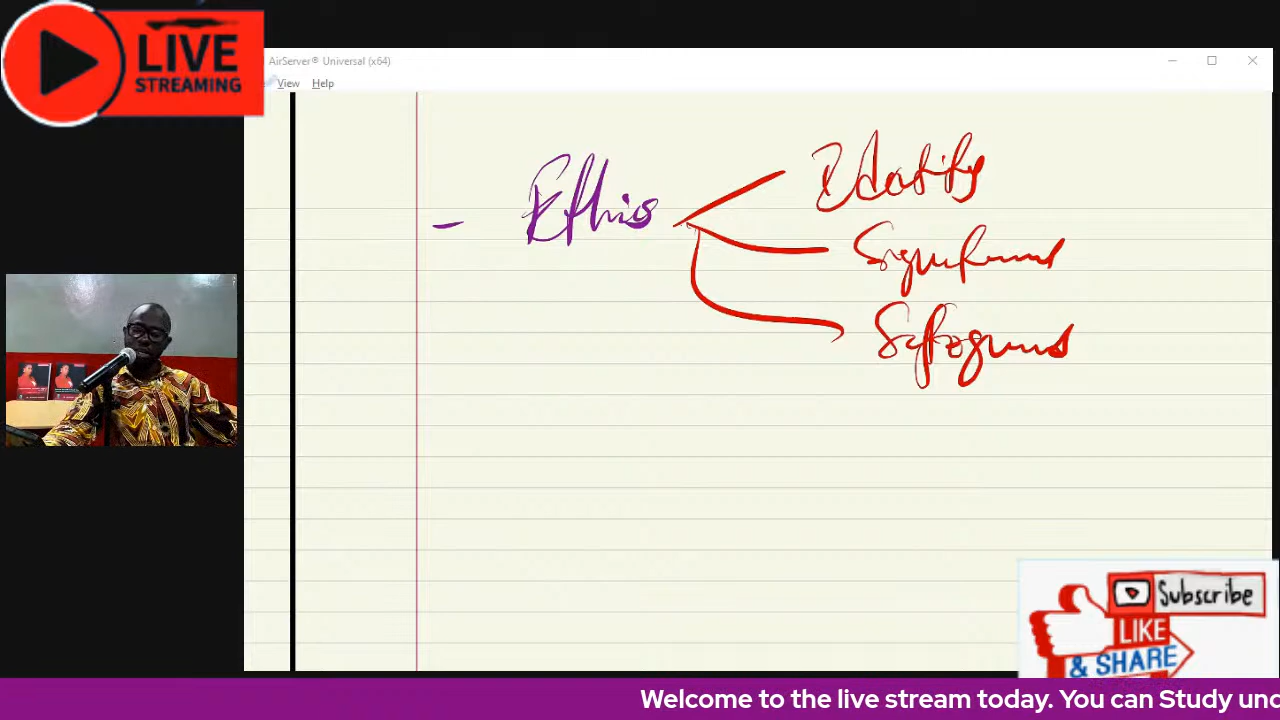 LIVE
STREAMING
AirServer® Universal (x64)
View Help
- Ethics
Identify
Significance
Safeguards
Subscribe
LIKE
& SHARE
Welcome to the live stream today. You can Study und